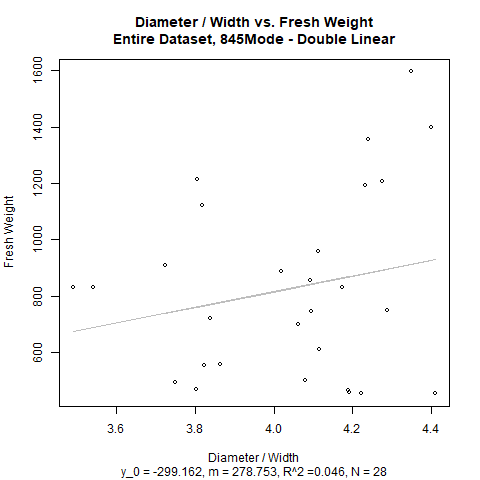 Diameter / Width vs. Fresh Weight
Entire Dataset, 845Mode - Double Linear
1600
1400
1200
1000
800
600
Fresh Weight
3.6 3.8 4.0 4.2 4.4
Diameter / Width
y_0 = -299.162, m = 278.753, R^2 =0.046, N = 28